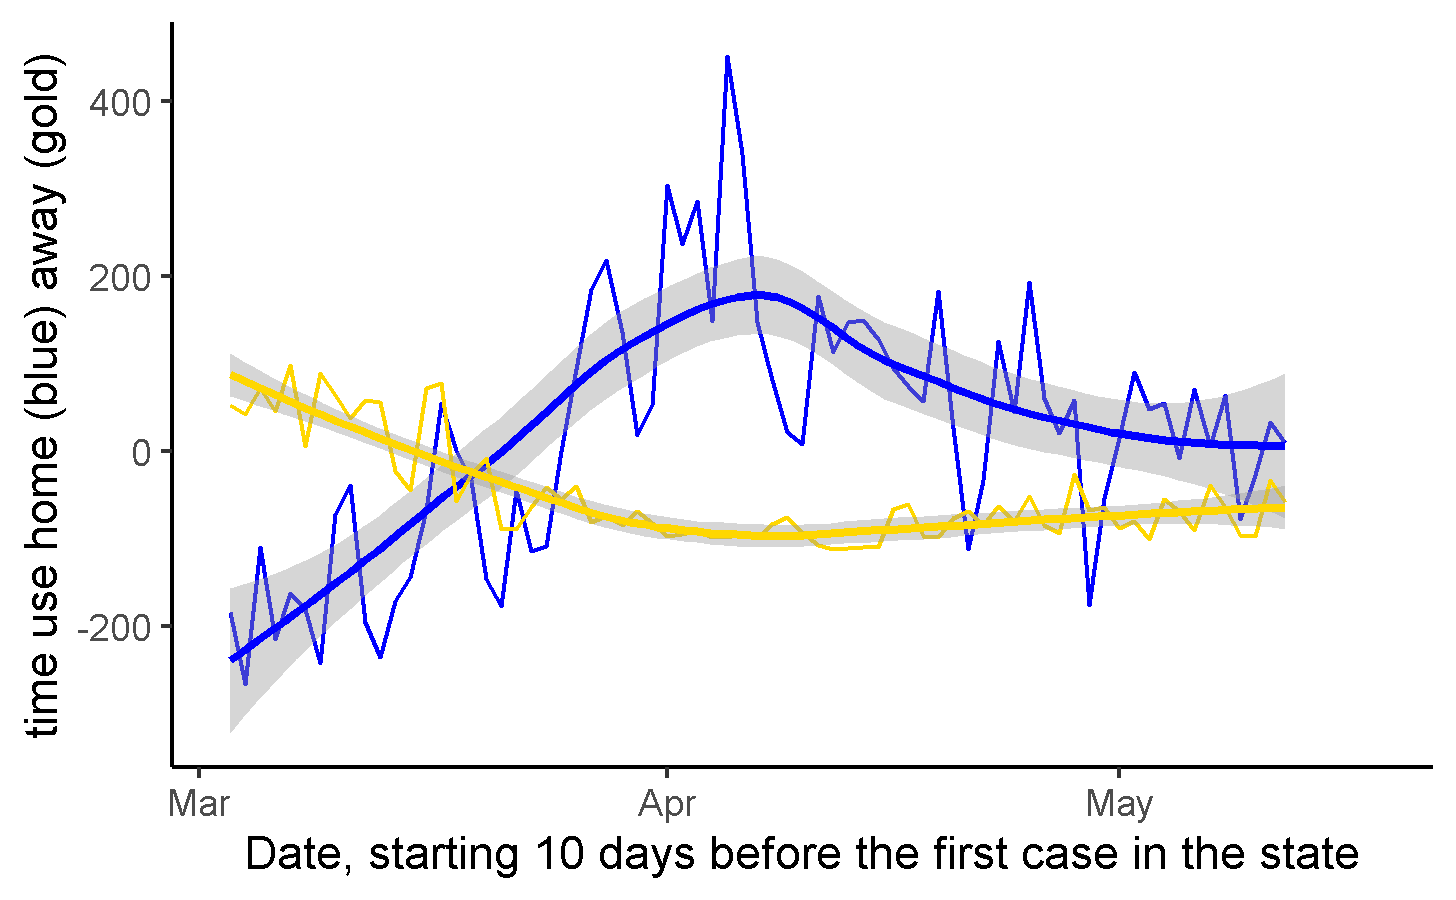 time use home (blue) away (gold)
400
200
0
-200
Mar
Apr
May
Date, starting 10 days before the first case in the state